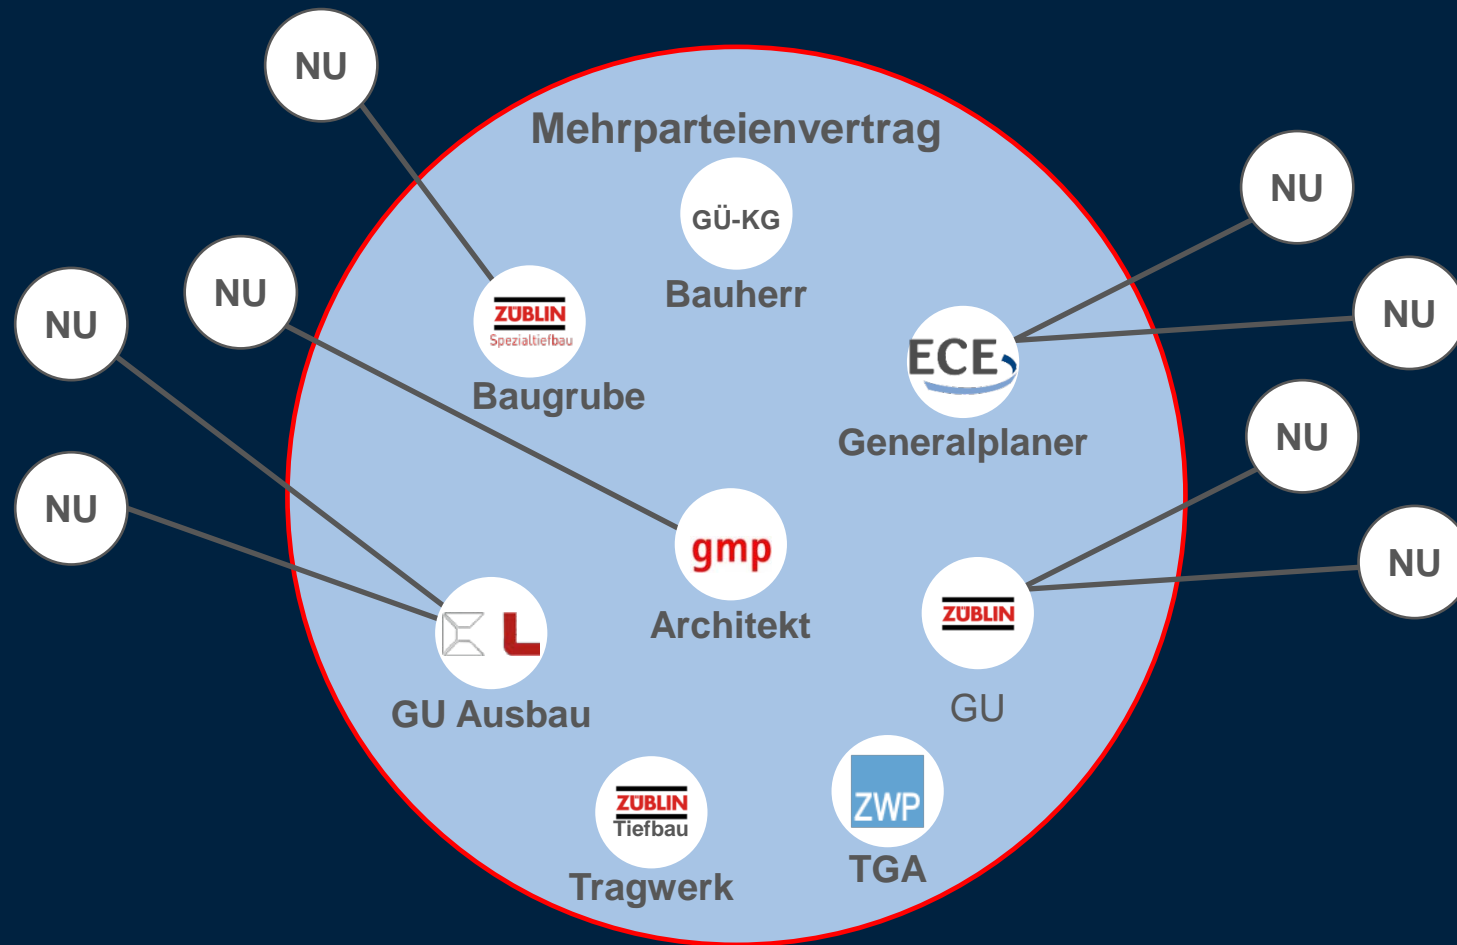 NU
Mehrparteienvertrag
NU
GÜ-KG
Bauherr
NU
NU
NU
ZÜBLIN
Spezialtiefbau
Baugrube
ECE
Generalplaner
NU
NU
NU
gmp
Architekt
NU
L
GU Ausbau
ZÜBLIN
GU
ZÜBLIN
Tiefbau
Tragwerk
ZWP
TGA